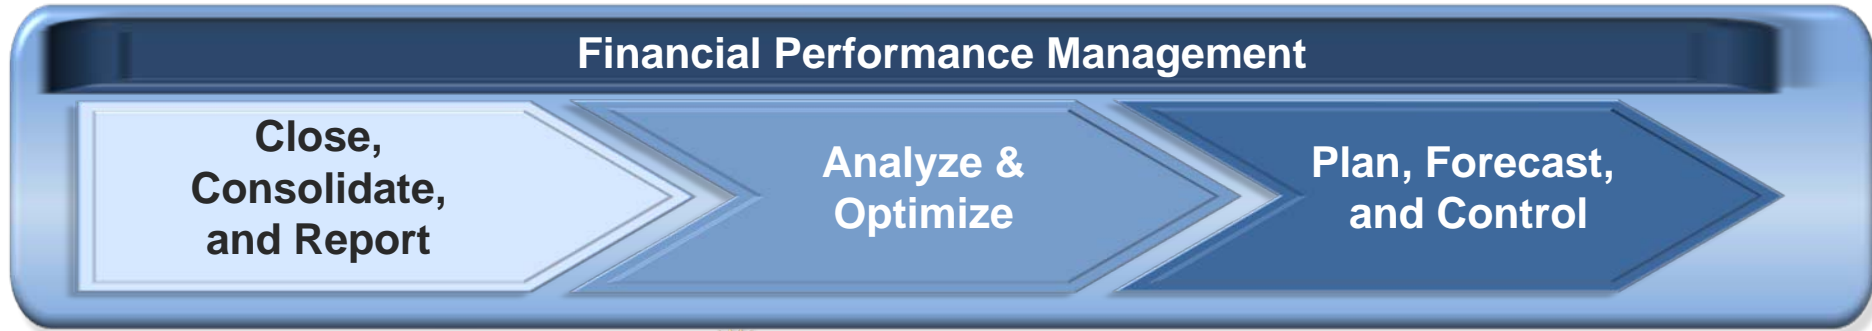 Financial Performance Management
Close,
Consolidate,
and Report
Analyze &
Optimize
Plan, Forecast,
and Control